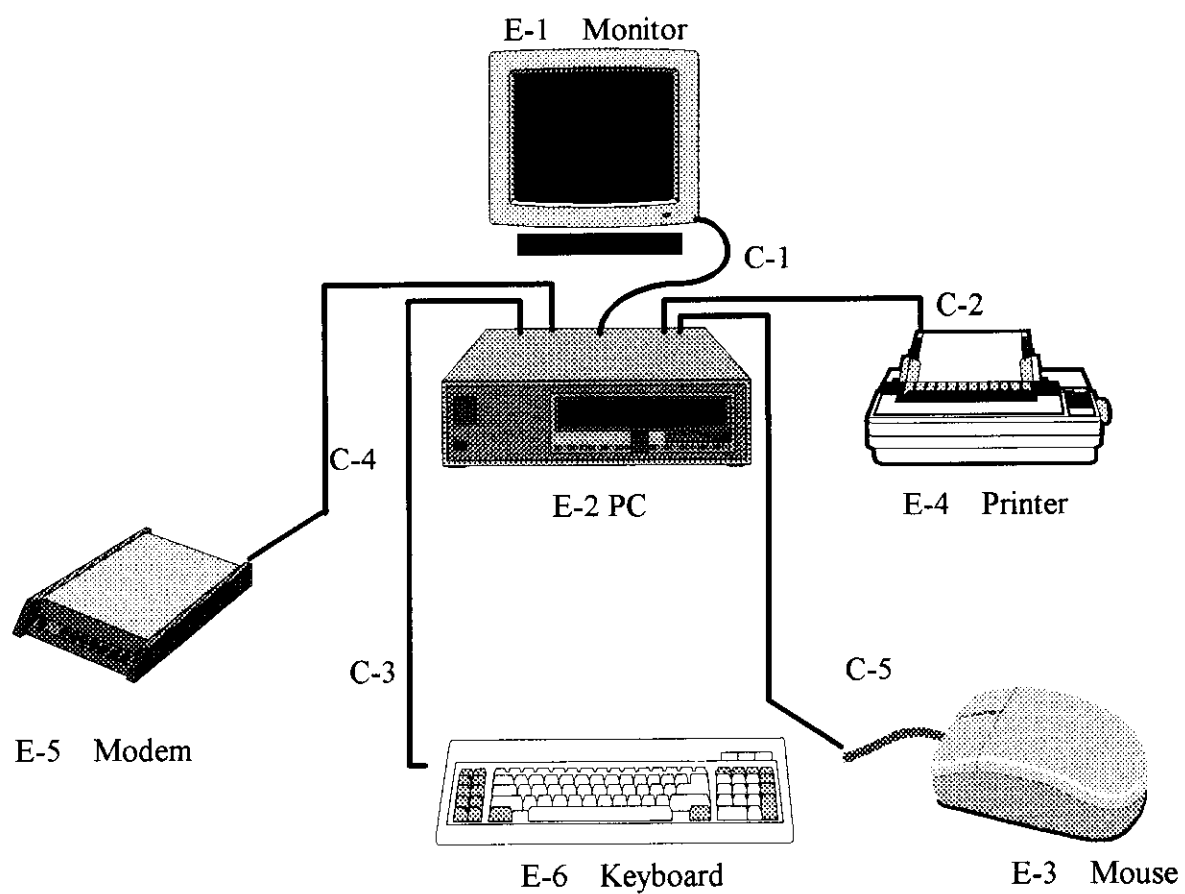 E-1 Monitor
C-1
C-2
C-4
E-2 PC
E-4 Printer
C-3
C-5
E-5 Modem
E-6 Keyboard
E-3 Mouse